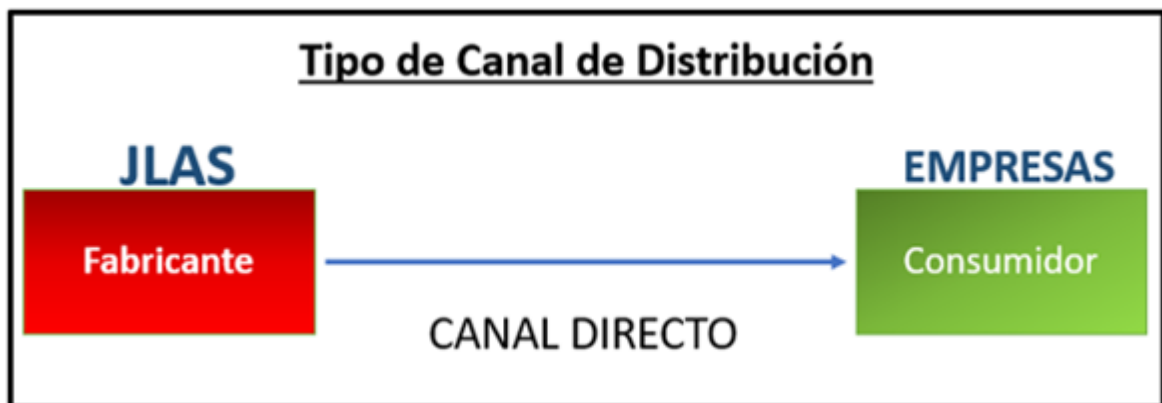 Tipo de Canal de Distribución
JLAS
EMPRESAS
Fabricante
Consumidor
CANAL DIRECTO